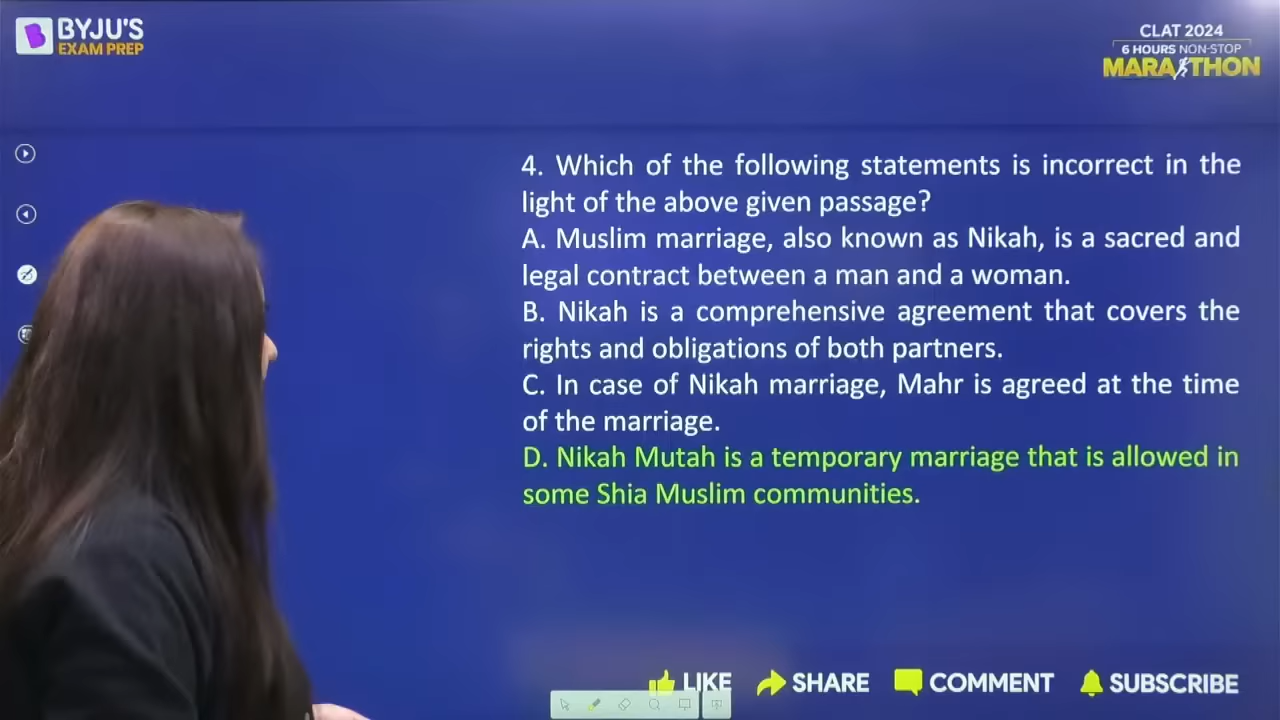 BYJU'S
EXAM PREP
CLAT 2024
6 HOURS NON-STOP
MARATHON
4. Which of the following statements is incorrect in the
light of the above given passage?
A. Muslim marriage, also known as Nikah, is a sacred and
legal contract between a man and a woman.
B. Nikah is a comprehensive agreement that covers the
rights and obligations of both partners.
C. In case of Nikah marriage, Mahr is agreed at the time
of the marriage.
D. Nikah Mutah is a temporary marriage that is allowed in
some Shia Muslim communities.
LIKE SHARE COMMENT SUBSCRIBE